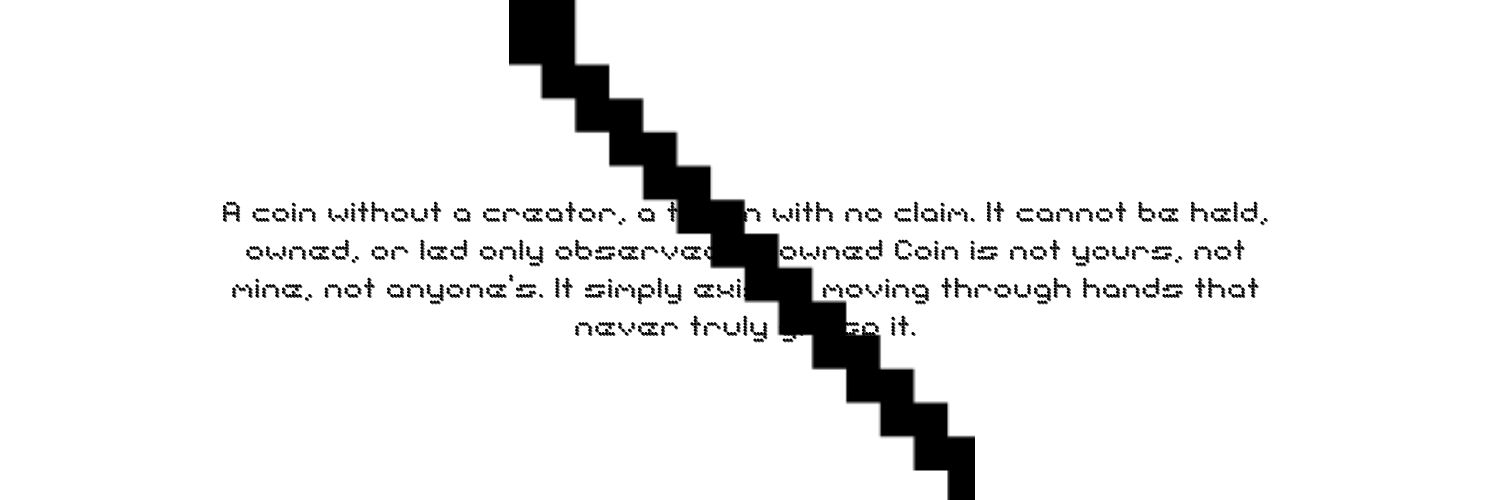 A coin without a creator, a with no claim. It cannot be held,
owned, or led only observed owned Coin is not yours, not
mine, not anyone's. It simply moving through hands that
never truly it.